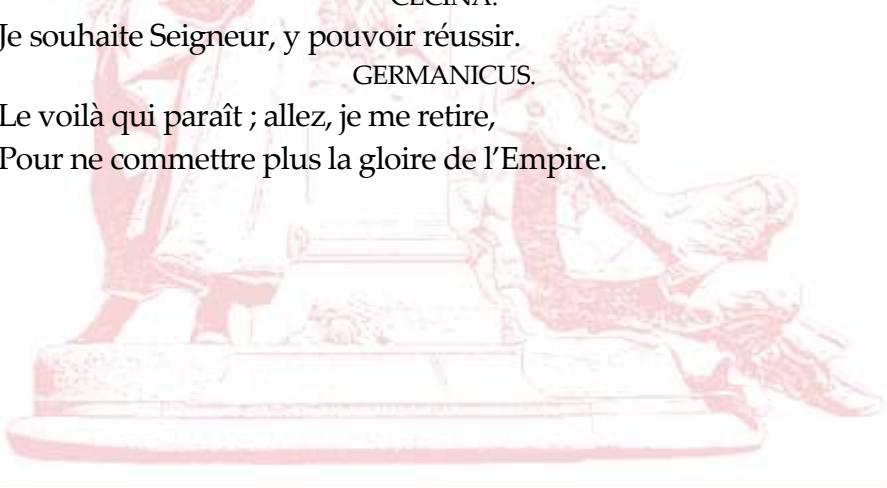 CECINA.
Je souhaite Seigneur, y pouvoir réussir.
GERMANICUS.
Le voilà qui paraît ; allez, je me retire,
Pour ne commettre plus la gloire de l’Empire.